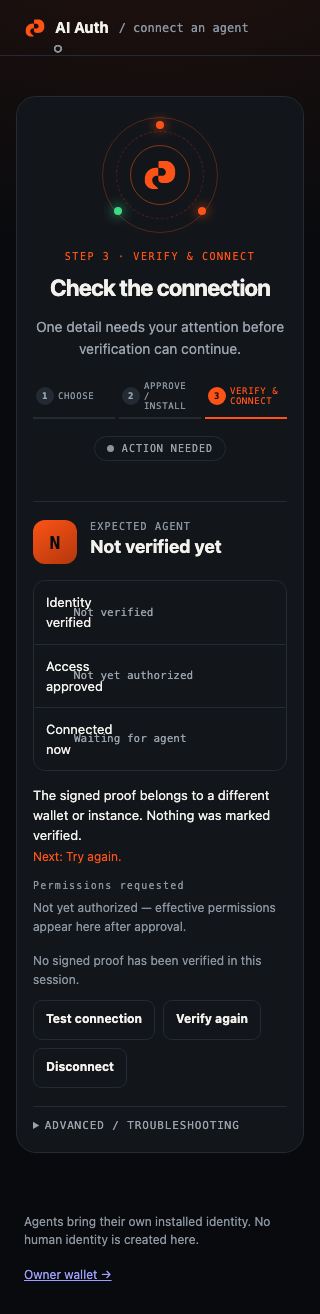 AI Auth / connect an agent
STEP 3 · VERIFY & CONNECT
Check the connection
One detail needs your attention before
verification can continue.
1 CHOOSE
2 APPROVE
/
INSTALL
3 VERIFY &
CONNECT
ACTION NEEDED
N
EXPECTED AGENT
Not verified yet
Identity
verified
Not verified
Access
approved
Not yet authorized
Connected
now
Waiting for agent
The signed proof belongs to a different
wallet or instance. Nothing was marked
verified.
Next: Try again.
Permissions requested
Not yet authorized — effective permissions
appear here after approval.
No signed proof has been verified in this
session.
Test connection
Verify again
Disconnect
▶ ADVANCED / TROUBLESHOOTING
Agents bring their own installed identity. No
human identity is created here.
Owner wallet →